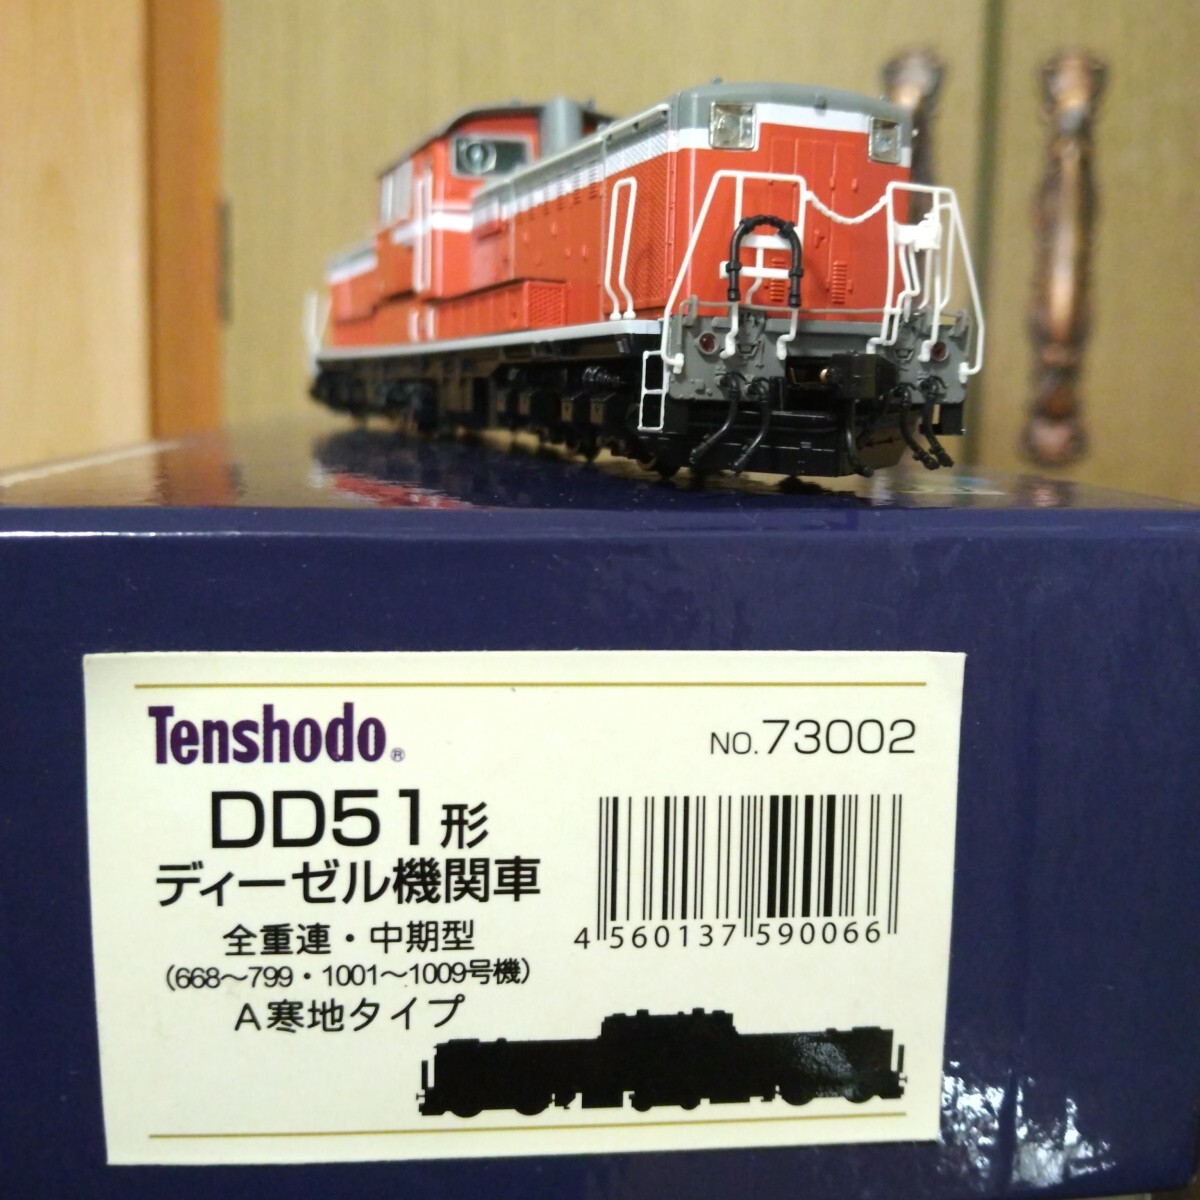 Tenshodo®
NO.73002
DD51形
ディーゼル機関車
全重連・中期型
(668〜799・1001〜1009号機)
A寒地タイプ
4 560137 590066